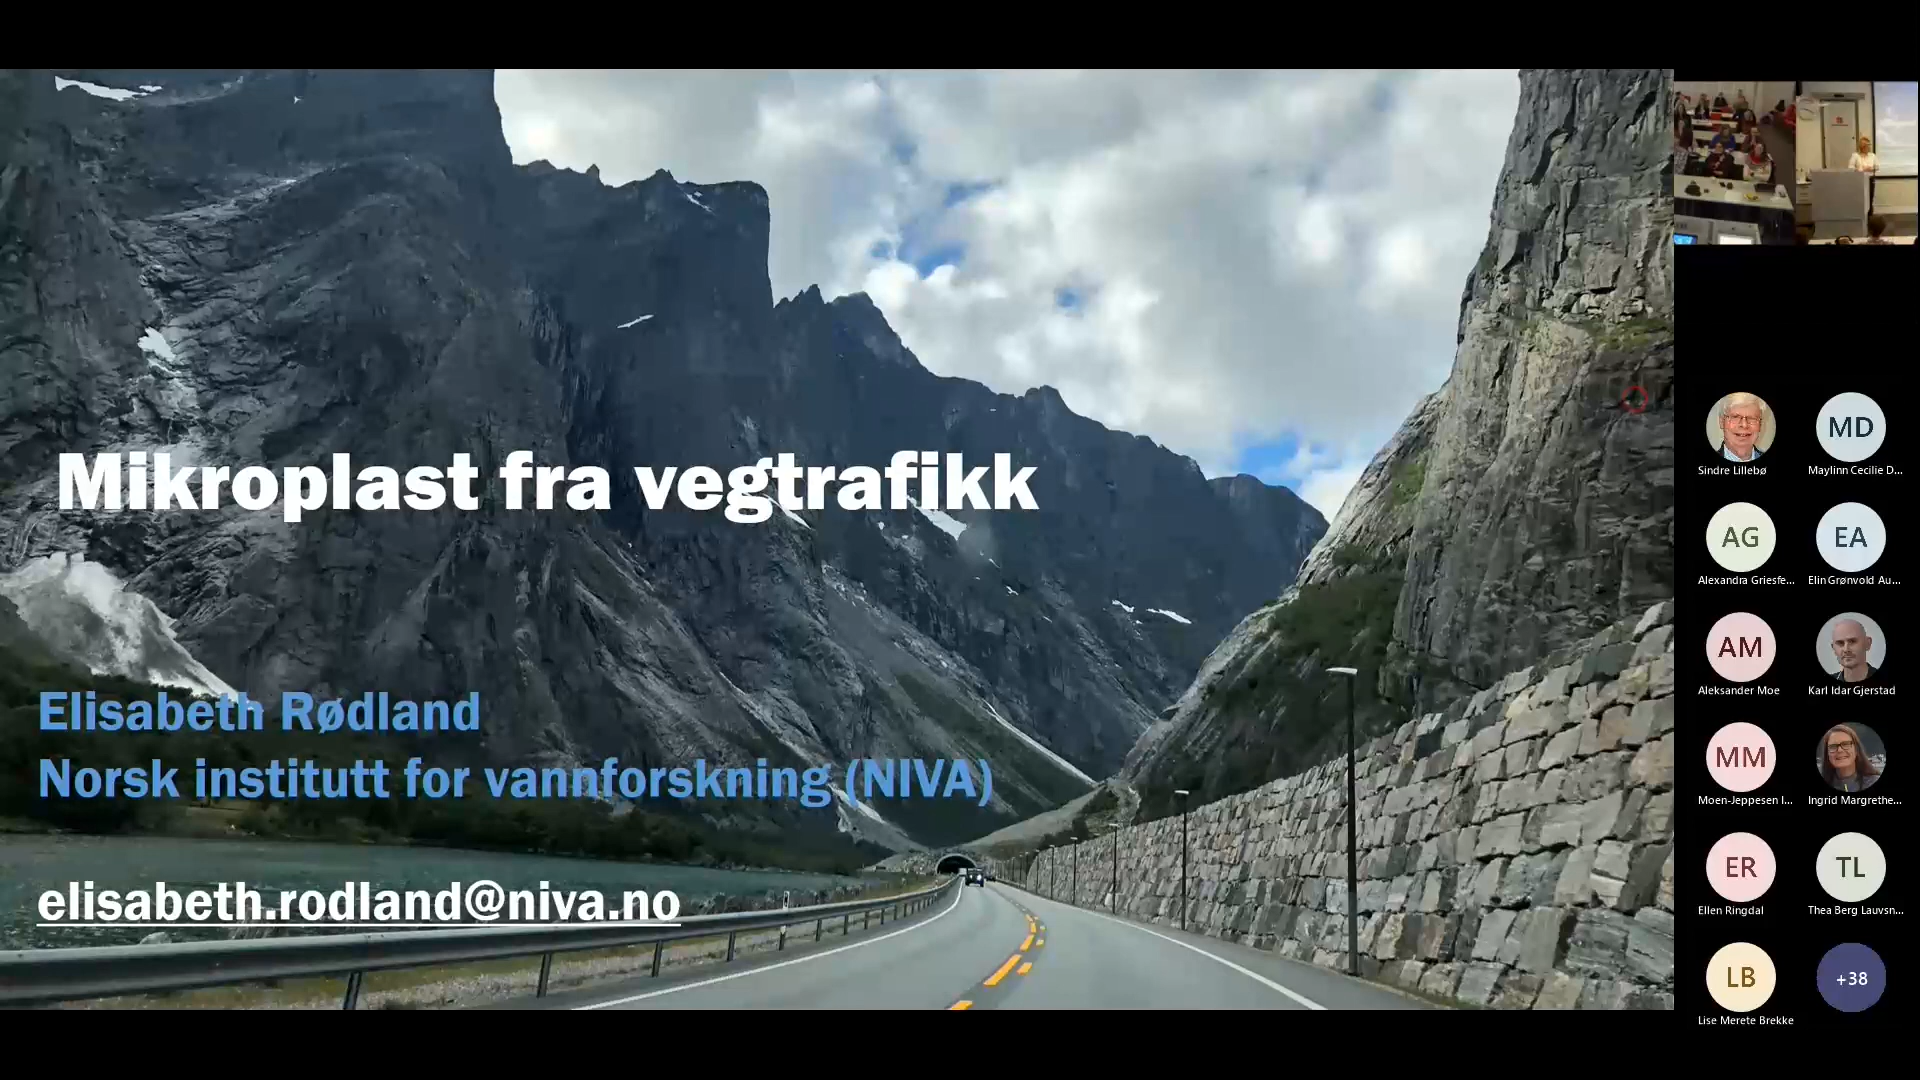 Mikroplast fra vegtrafikk
Elisabeth Rødland
Norsk institutt for vannforskning (NIVA)
elisabeth.rodland@niva.no
Sindre Lillebø
MD
Maylinn Cecilie D...
AG
Alexandra Griesfe...
EA
Elin Grønvold Au...
AM
Aleksander Moe
Karl Idar Gjerstad
MM
Moen-Jeppesen I...
Ingrid Margrethe...
ER
Ellen Ringdal
TL
Thea Berg Lauvsn...
LB
Lise Merete Brekke
+38